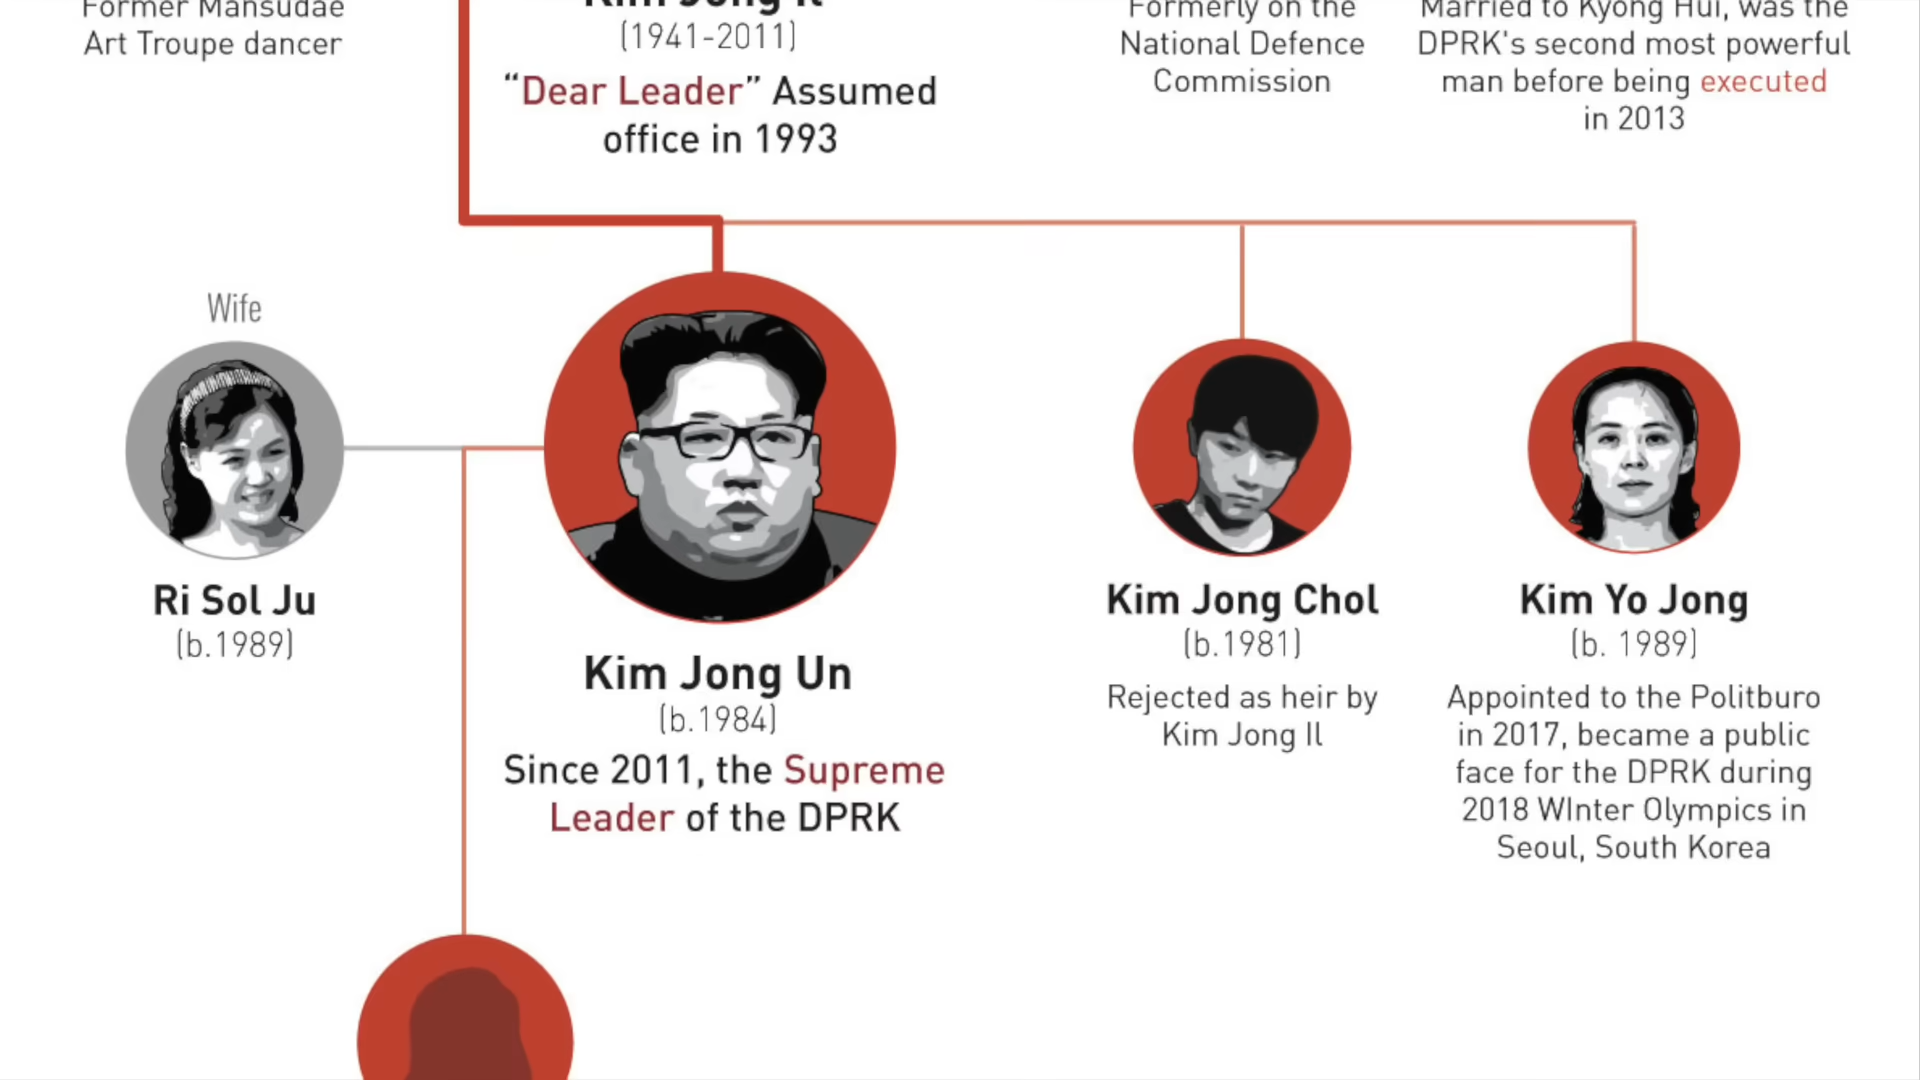 Former Mansudae
Art Troupe dancer
Kim Jong Il
(1941-2011)
“Dear Leader” Assumed
office in 1993
Formerly on the
National Defence
Commission
Married to Kyong Hui, was the
DPRK's second most powerful
man before being executed
in 2013
Wife
Ri Sol Ju
(b.1989)
Kim Jong Un
(b.1984)
Since 2011, the Supreme
Leader of the DPRK
Kim Jong Chol
(b.1981)
Rejected as heir by
Kim Jong Il
Kim Yo Jong
(b. 1989)
Appointed to the Politburo
in 2017, became a public
face for the DPRK during
2018 WInter Olympics in
Seoul, South Korea